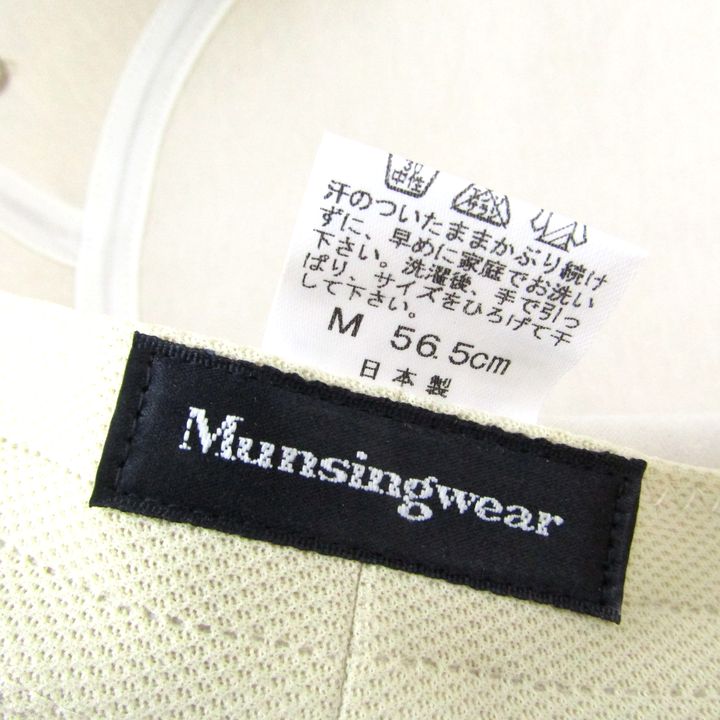 30
中性
汗のついたままかぶり続け
ずに、早めに家庭でお洗い
下さい。洗濯後、手で引っ
ぱり、サイズをひろげて干
して下さい。
M 56.5cm
日本製
Munsingwear